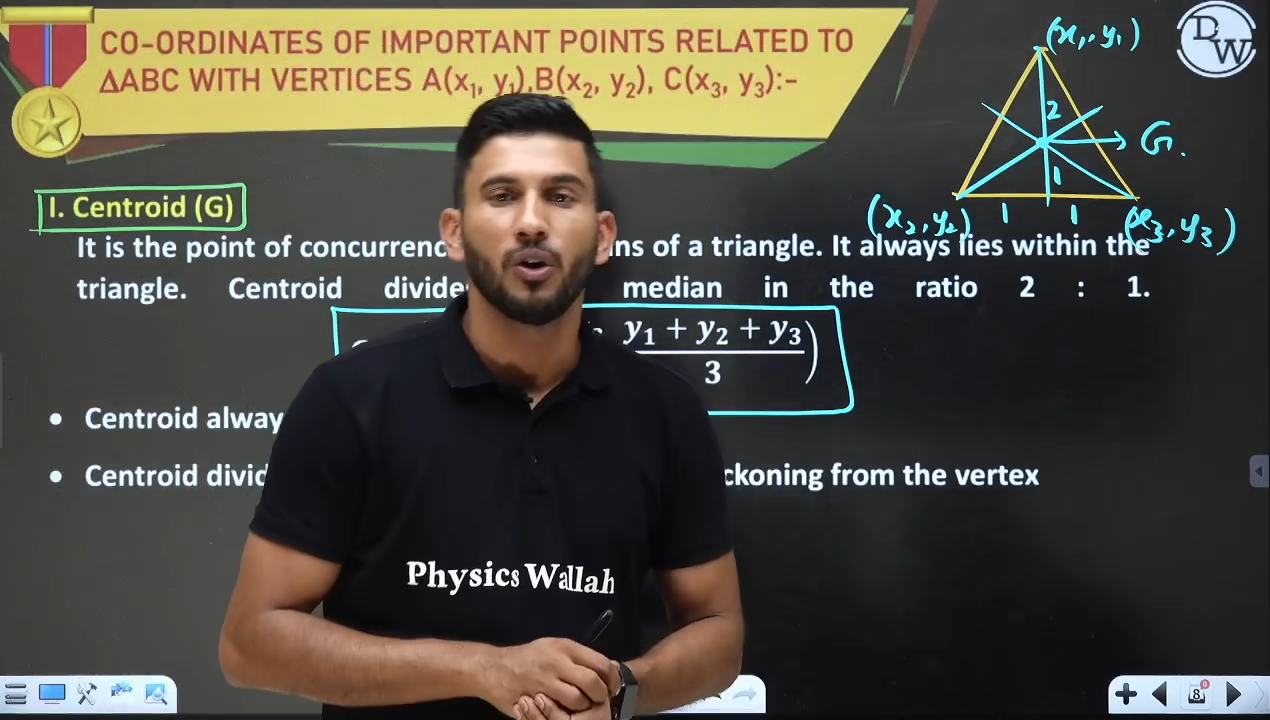 CO-ORDINATES OF IMPORTANT POINTS RELATED TO
ΔABC WITH VERTICES A(x₁, y₁),B(x₂, y₂), C(x₃, y₃):-
(x₁, y₁)
PW
2
G
1
I. Centroid (G)
(x₂, y₂) 1 1 (x₃, y₃)
It is the point of concurrenc ns of a triangle. It always lies within the
triangle. Centroid divide median in the ratio 2 : 1.
y₁ + y₂ + y₃
3 )
• Centroid alway
• Centroid divid ckoning from the vertex
Physics Wallah
8